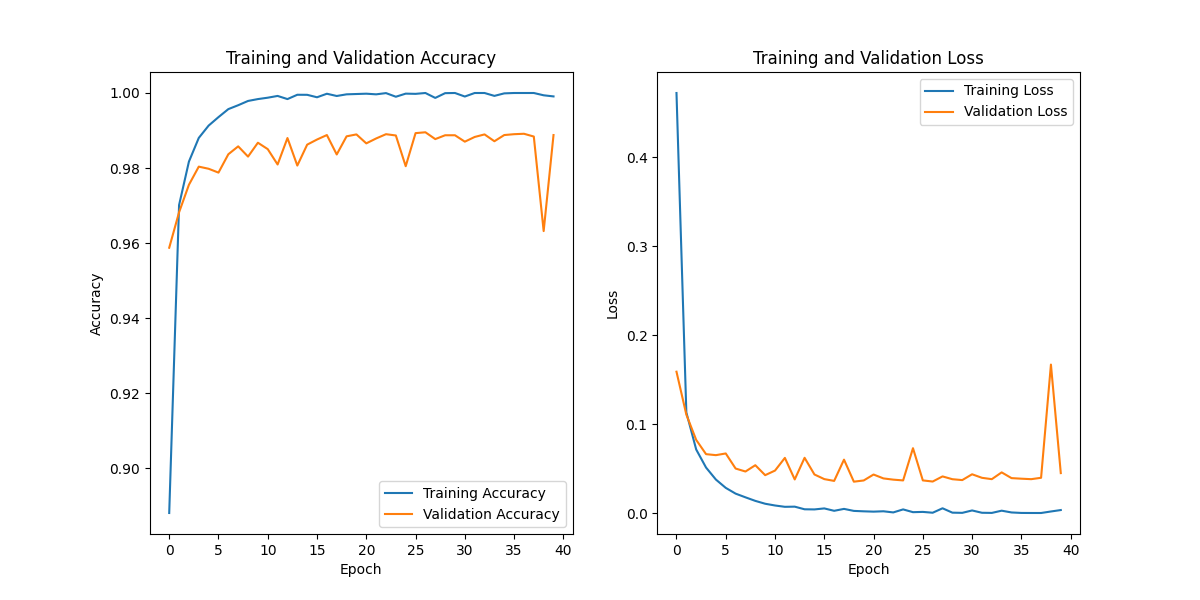 Training and Validation Accuracy
Accuracy
1.00
0.98
0.96
0.94
0.92
0.90
Training Accuracy
Validation Accuracy
0 5 10 15 20 25 30 35 40
Epoch
Training and Validation Loss
Loss
Training Loss
Validation Loss
0.4
0.3
0.2
0.1
0.0
0 5 10 15 20 25 30 35 40
Epoch